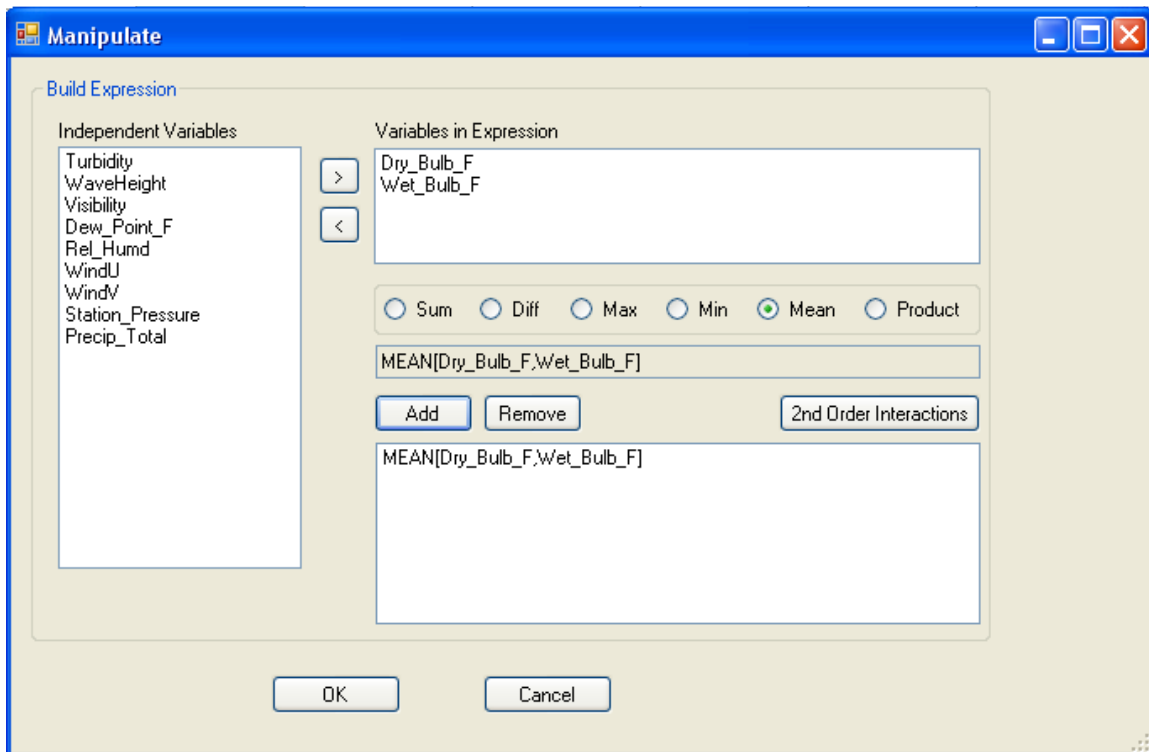 Manipulate
Build Expression
Independent Variables
Turbidity
WaveHeight
Visibility
Dew_Point_F
Rel_Humd
WindU
WindV
Station_Pressure
Precip_Total
>
<
Variables in Expression
Dry_Bulb_F
Wet_Bulb_F
Sum Diff Max Min Mean Product
MEAN[Dry_Bulb_F,Wet_Bulb_F]
Add Remove 2nd Order Interactions
MEAN[Dry_Bulb_F,Wet_Bulb_F]
OK Cancel